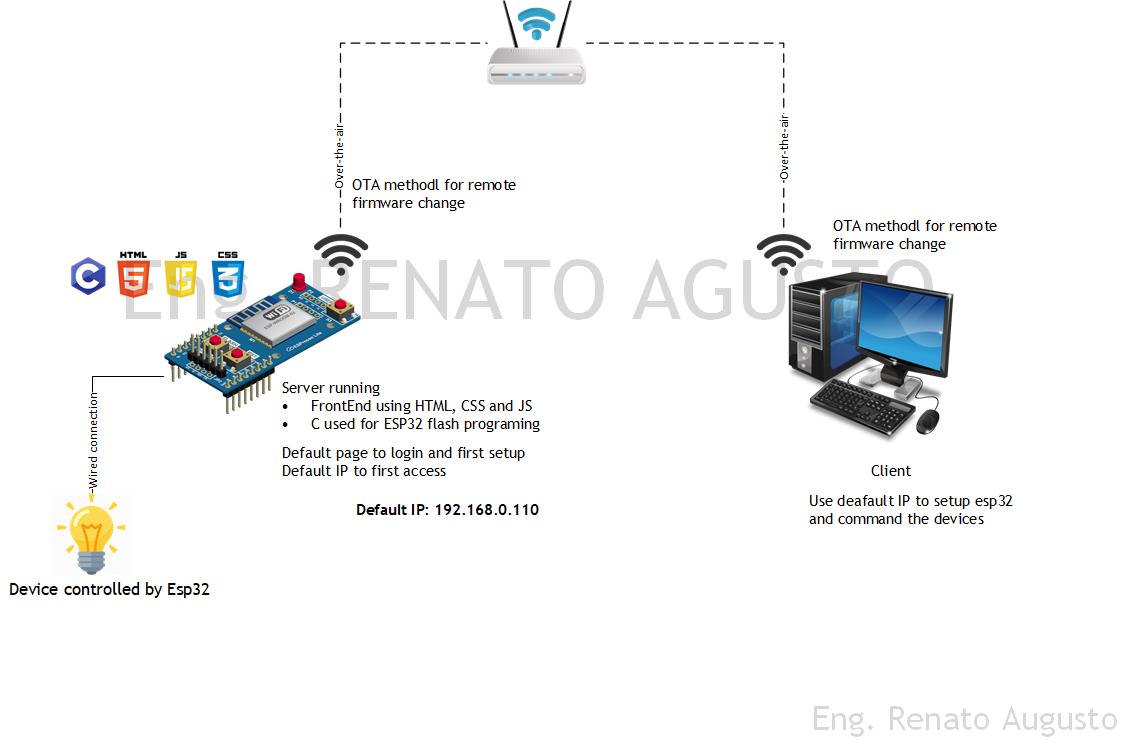 Over-the-air
Over-the-air
OTA methodl for remote
firmware change
OTA methodl for remote
firmware change
C
HTML
5
JS
JS
CSS
3
Eng. RENATO AGUSTO
WiFi
Server running
• FrontEnd using HTML, CSS and JS
• C used for ESP32 flash programing
Default page to login and first setup
Default IP to first access
Default IP: 192.168.0.110
Wired connection
Device controlled by Esp32
Client
Use deafault IP to setup esp32
and command the devices
Eng. Renato Augusto